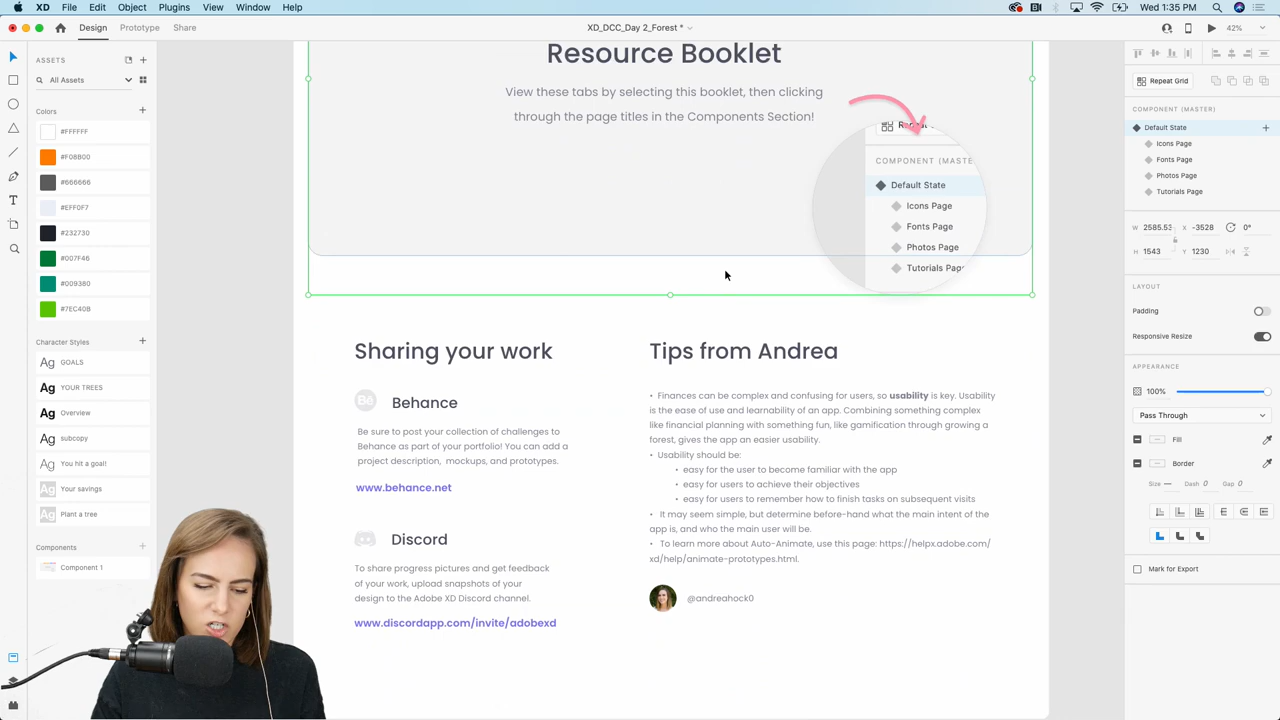 XD File Edit Object Plugins View Window Help
Wed 1:35 PM
Design Prototype Share
XD_DCC_Day 2_Forest *
42%
ASSETS
All Assets
Colors
#FFFFFF
#F08B00
#666666
#EFF0F7
#232730
#007F46
#009380
#7EC40B
Character Styles
Ag GOALS
Ag YOUR TREES
Ag Overview
Ag subcopy
Ag You hit a goal!
Ag Your savings
Ag Plant a tree
Components
Component 1
Resource Booklet
View these tabs by selecting this booklet, then clicking
through the page titles in the Components Section!
COMPONENT (MASTE
Default State
Icons Page
Fonts Page
Photos Page
Tutorials Pag
Sharing your work
Bē Behance
Be sure to post your collection of challenges to
Behance as part of your portfolio! You can add a
project description, mockups, and prototypes.
www.behance.net
Discord
To share progress pictures and get feedback
of your work, upload snapshots of your
design to the Adobe XD Discord channel.
www.discordapp.com/invite/adobexd
Tips from Andrea
• Finances can be complex and confusing for users, so usability is key. Usability
is the ease of use and learnability of an app. Combining something complex
like financial planning with something fun, like gamification through growing a
forest, gives the app an easier usability.
• Usability should be:
• easy for the user to become familiar with the app
• easy for users to achieve their objectives
• easy for users to remember how to finish tasks on subsequent visits
• It may seem simple, but determine before-hand what the main intent of the
app is, and who the main user will be.
• To learn more about Auto-Animate, use this page: https://helpx.adobe.com/
xd/help/animate-prototypes.html.
@andreahock0
Repeat Grid
COMPONENT (MASTER)
Default State
Icons Page
Fonts Page
Photos Page
Tutorials Page
W 2585.53 X -3528 0°
H 1543 Y 1230
LAYOUT
Padding
Responsive Resize
APPEARANCE
100%
Pass Through
Fill
Border
Size Dash 0 Gap 0
Mark for Export